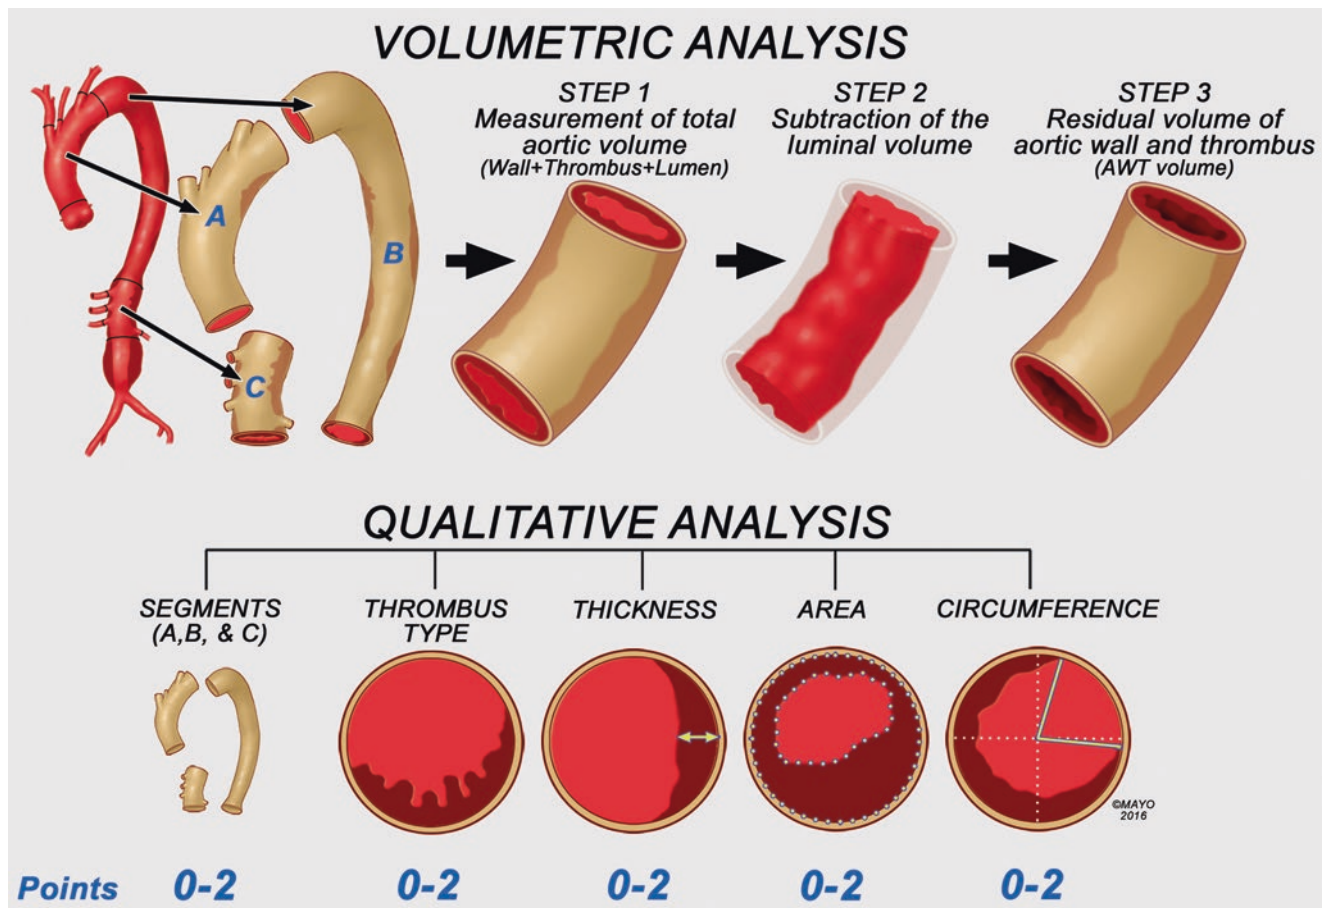 VOLUMETRIC ANALYSIS
STEP 1
Measurement of total
aortic volume
(Wall+Thrombus+Lumen)
STEP 2
Subtraction of the
luminal volume
STEP 3
Residual volume of
aortic wall and thrombus
(AWT volume)
A
B
C
QUALITATIVE ANALYSIS
SEGMENTS
(A,B, & C)
THROMBUS
TYPE
THICKNESS
AREA
CIRCUMFERENCE
©MAYO
2016
Points 0-2 0-2 0-2 0-2 0-2